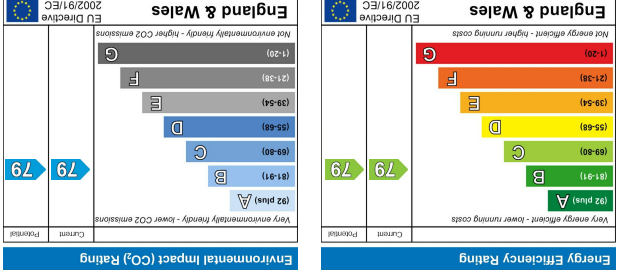 Energy Efficiency Rating
Current
Potential
Very energy efficient - lower running costs
(92 plus) A
(81-91) B
(69-80) C
(55-68) D
(39-54) E
(21-38) F
(1-20) G
79
79
Not energy efficient - higher running costs
England & Wales
EU Directive
2002/91/EC
Environmental Impact (CO2) Rating
Current
Potential
Very environmentally friendly - lower CO2 emissions
(92 plus) A
(81-91) B
(69-80) C
(55-68) D
(39-54) E
(21-38) F
(1-20) G
79
79
Not environmentally friendly - higher CO2 emissions
England & Wales
EU Directive
2002/91/EC